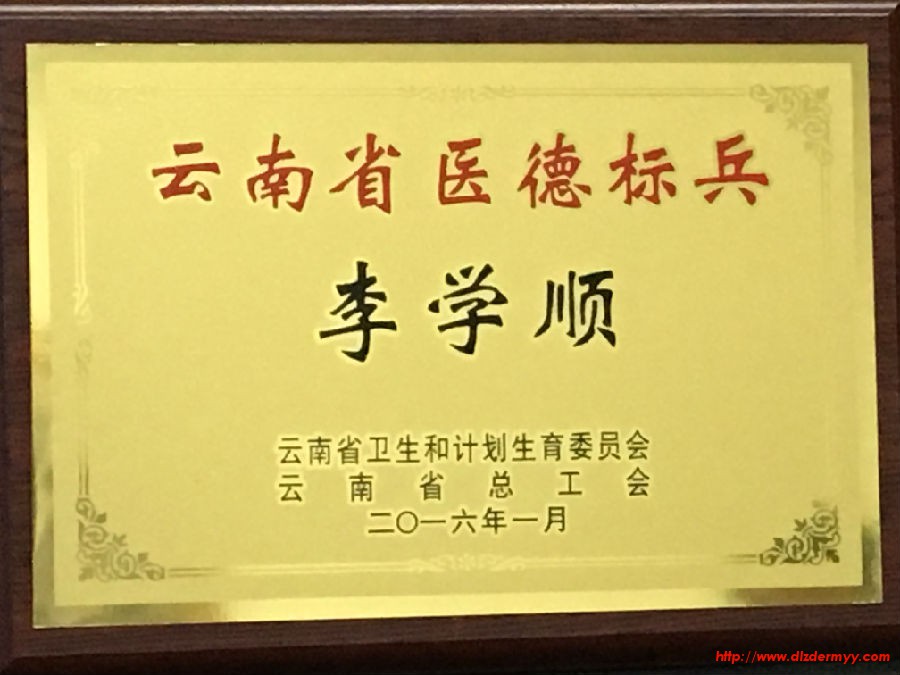 云南省医德标兵
李学顺
云南省卫生和计划生育委员会
云南省总工会
二〇一六年一月
http://www.dlzdermyy.com